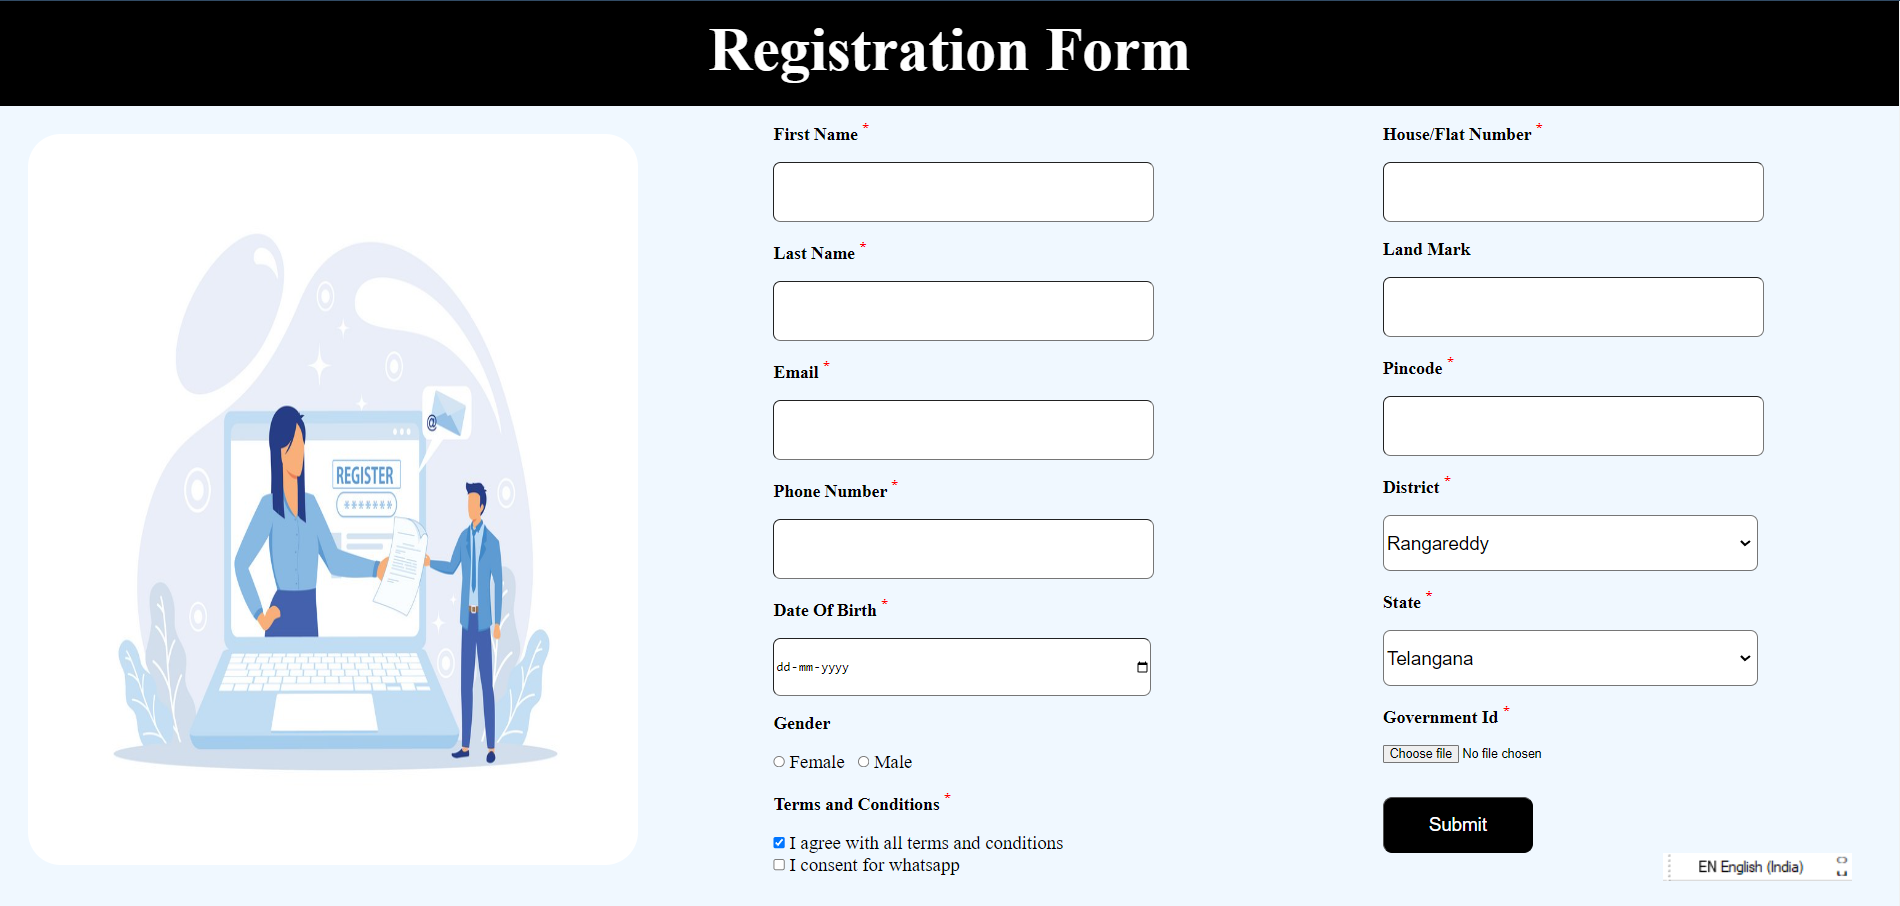 Registration Form
@
REGISTER
*******
First Name *
Last Name *
Email *
Phone Number *
Date Of Birth *
dd-mm-yyyy
Gender
Female Male
Terms and Conditions *
I agree with all terms and conditions
I consent for whatsapp
House/Flat Number *
Land Mark
Pincode *
District *
Rangareddy
State *
Telangana
Government Id *
Choose file No file chosen
Submit
EN English (India)